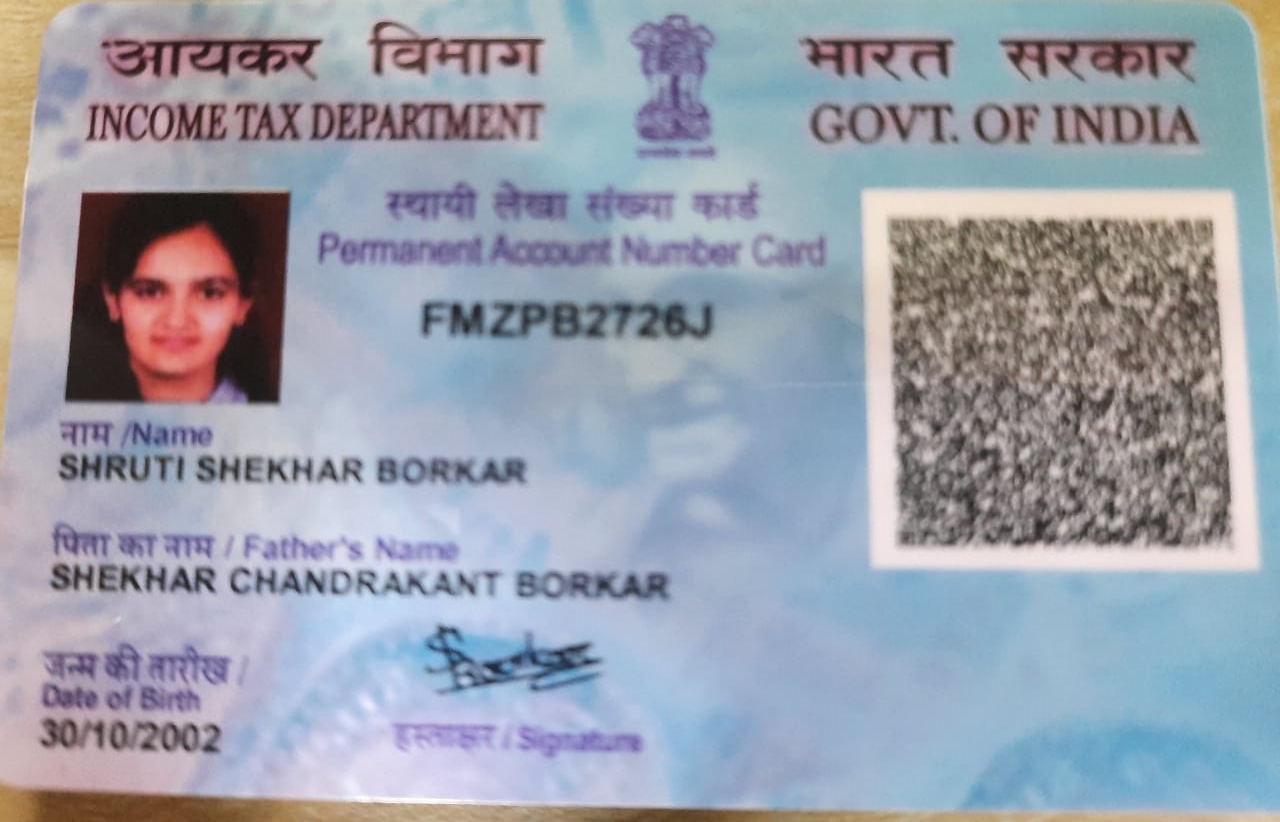 आयकर विभाग
INCOME TAX DEPARTMENT
भारत सरकार
GOVT. OF INDIA
स्थायी लेखा संख्या कार्ड
Permanent Account Number Card
FMZPB2726J
नाम /Name
SHRUTI SHEKHAR BORKAR
पिता का नाम / Father's Name
SHEKHAR CHANDRAKANT BORKAR
जन्म की तारीख /
Date of Birth
30/10/2002
हस्ताक्षर / Signature